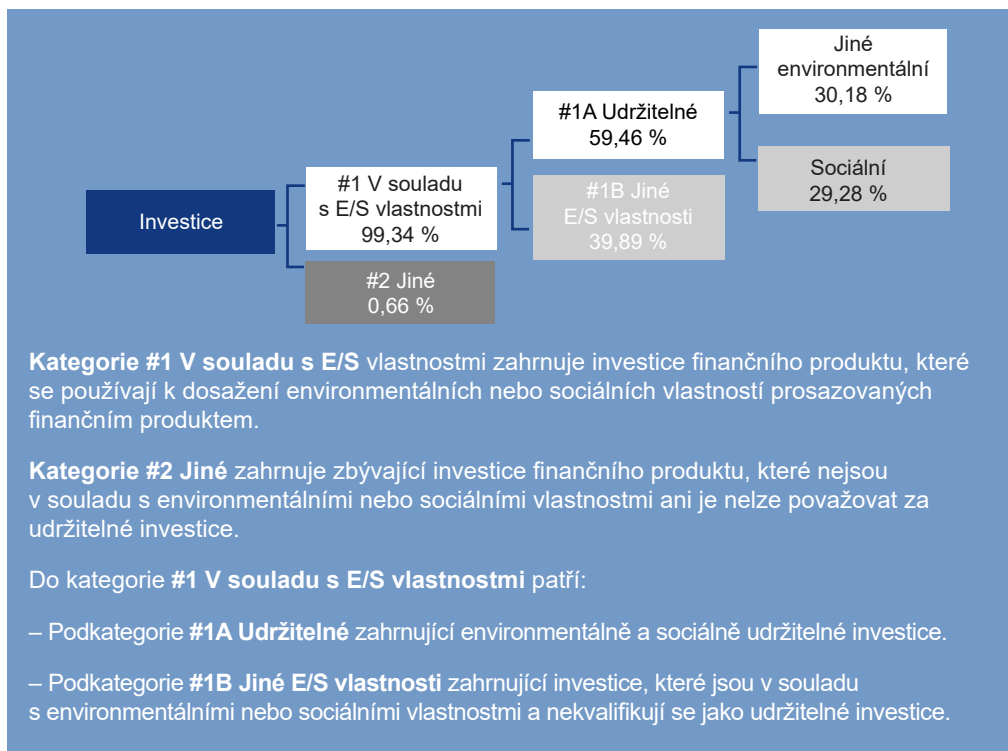 Investice
#1 V souladu
s E/S vlastnostmi
99,34 %
#2 Jiné
0,66 %
#1A Udržitelné
59,46 %
#1B Jiné
E/S vlastnosti
39,89 %
Jiné
environmentální
30,18 %
Sociální
29,28 %
Kategorie #1 V souladu s E/S vlastnostmi zahrnuje investice finančního produktu, které
se používají k dosažení environmentálních nebo sociálních vlastností prosazovaných
finančním produktem.
Kategorie #2 Jiné zahrnuje zbývající investice finančního produktu, které nejsou
v souladu s environmentálními nebo sociálními vlastnostmi ani je nelze považovat za
udržitelné investice.
Do kategorie #1 V souladu s E/S vlastnostmi patří:
– Podkategorie #1A Udržitelné zahrnující environmentálně a sociálně udržitelné investice.
– Podkategorie #1B Jiné E/S vlastnosti zahrnující investice, které jsou v souladu
s environmentálními nebo sociálními vlastnostmi a nekvalifikují se jako udržitelné investice.